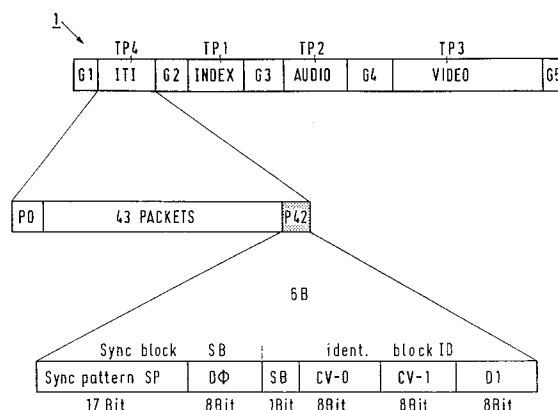 1
TP4 TP1 TP2 TP3
G1 ITI G2 INDEX G3 AUDIO G4 VIDEO G5
P0 43 PACKETS P42
6B
Sync block SB ident. block ID
Sync pattern SP DΦ SB CV-0 CV-1 D1
17 Bit 8Bit 1Bit 8Bit 8Bit 8Bit